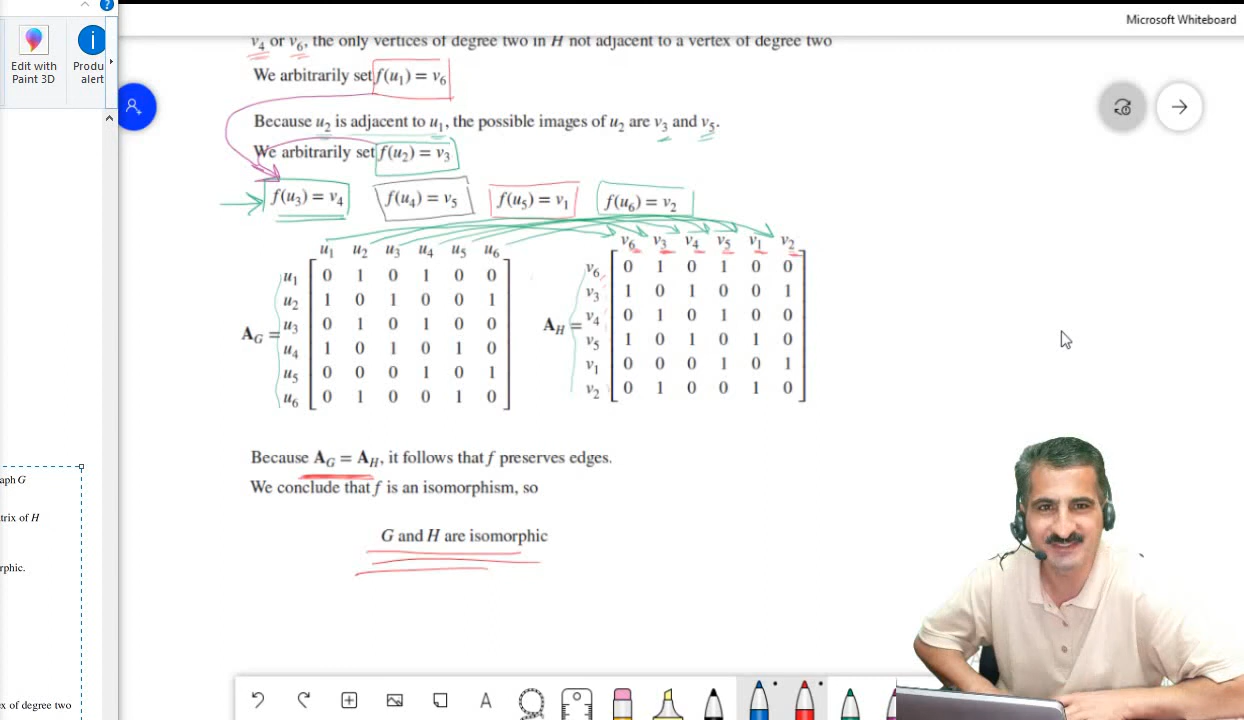 Microsoft Whiteboard
Edit with
Paint 3D
Produ
alert
v₄ or v₆, the only vertices of degree two in H not adjacent to a vertex of degree two
We arbitrarily set f(u₁) = v₆
Because u₂ is adjacent to u₁, the possible images of u₂ are v₃ and v₅.
We arbitrarily set f(u₂) = v₃
f(u₃) = v₄ f(u₄) = v₅ f(u₅) = v₁ f(u₆) = v₂
u₁ u₂ u₃ u₄ u₅ u₆
u₁ 0 1 0 1 0 0
u₂ 1 0 1 0 0 1
A_G = u₃ 0 1 0 1 0 0
u₄ 1 0 1 0 1 0
u₅ 0 0 0 1 0 1
u₆ 0 1 0 0 1 0
v₆ v₃ v₄ v₅ v₁ v₂
v₆ 0 1 0 1 0 0
v₃ 1 0 1 0 0 1
A_H = v₄ 0 1 0 1 0 0
v₅ 1 0 1 0 1 0
v₁ 0 0 0 1 0 1
v₂ 0 1 0 0 1 0
Because A_G = A_H, it follows that f preserves edges.
We conclude that f is an isomorphism, so
G and H are isomorphic
aph G
trix of H
rphic.
x of degree two